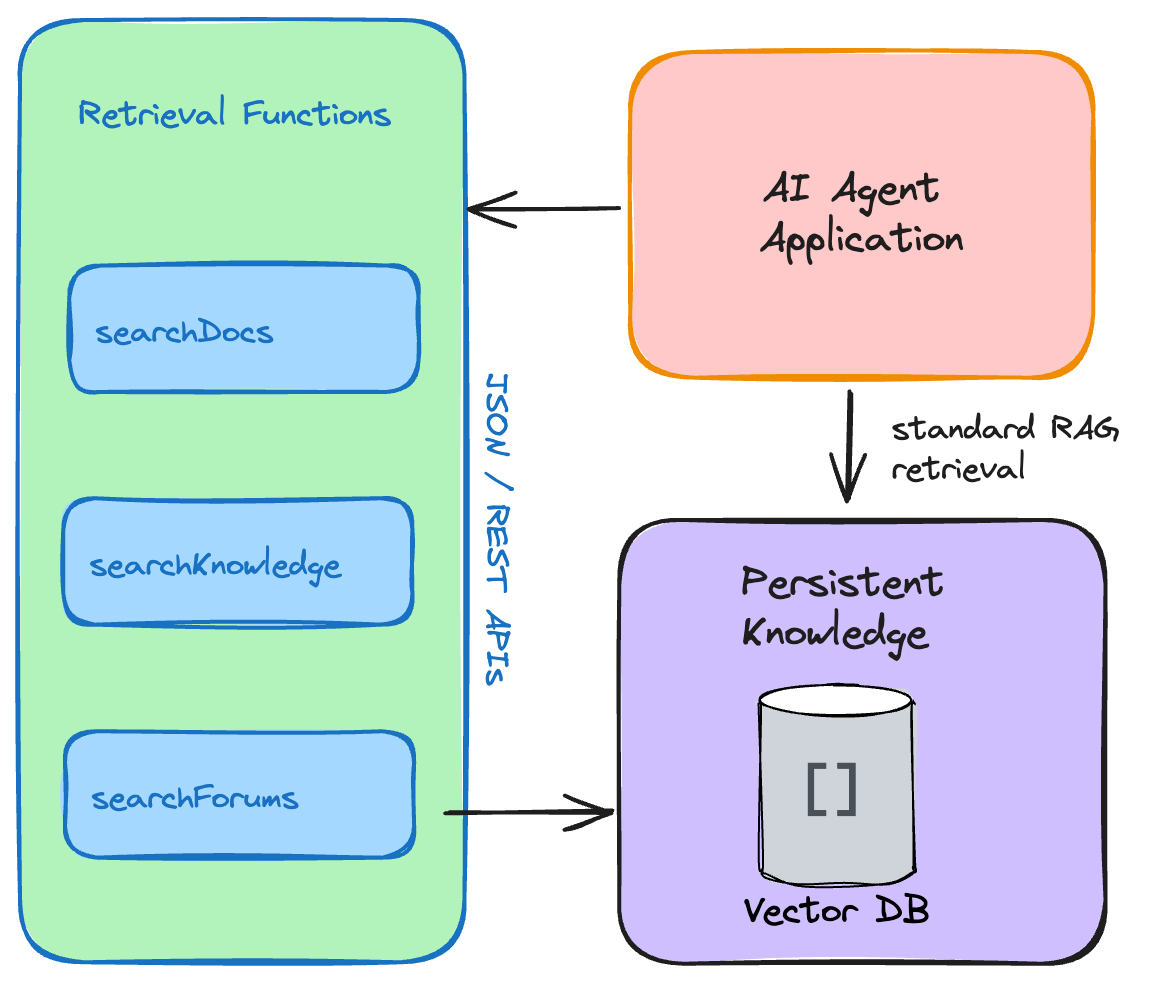 Retrieval Functions
searchDocs
searchKnowledge
searchForums
JSON / REST APIs
AI Agent
Application
standard RAG
retrieval
Persistent
Knowledge
[]
Vector DB